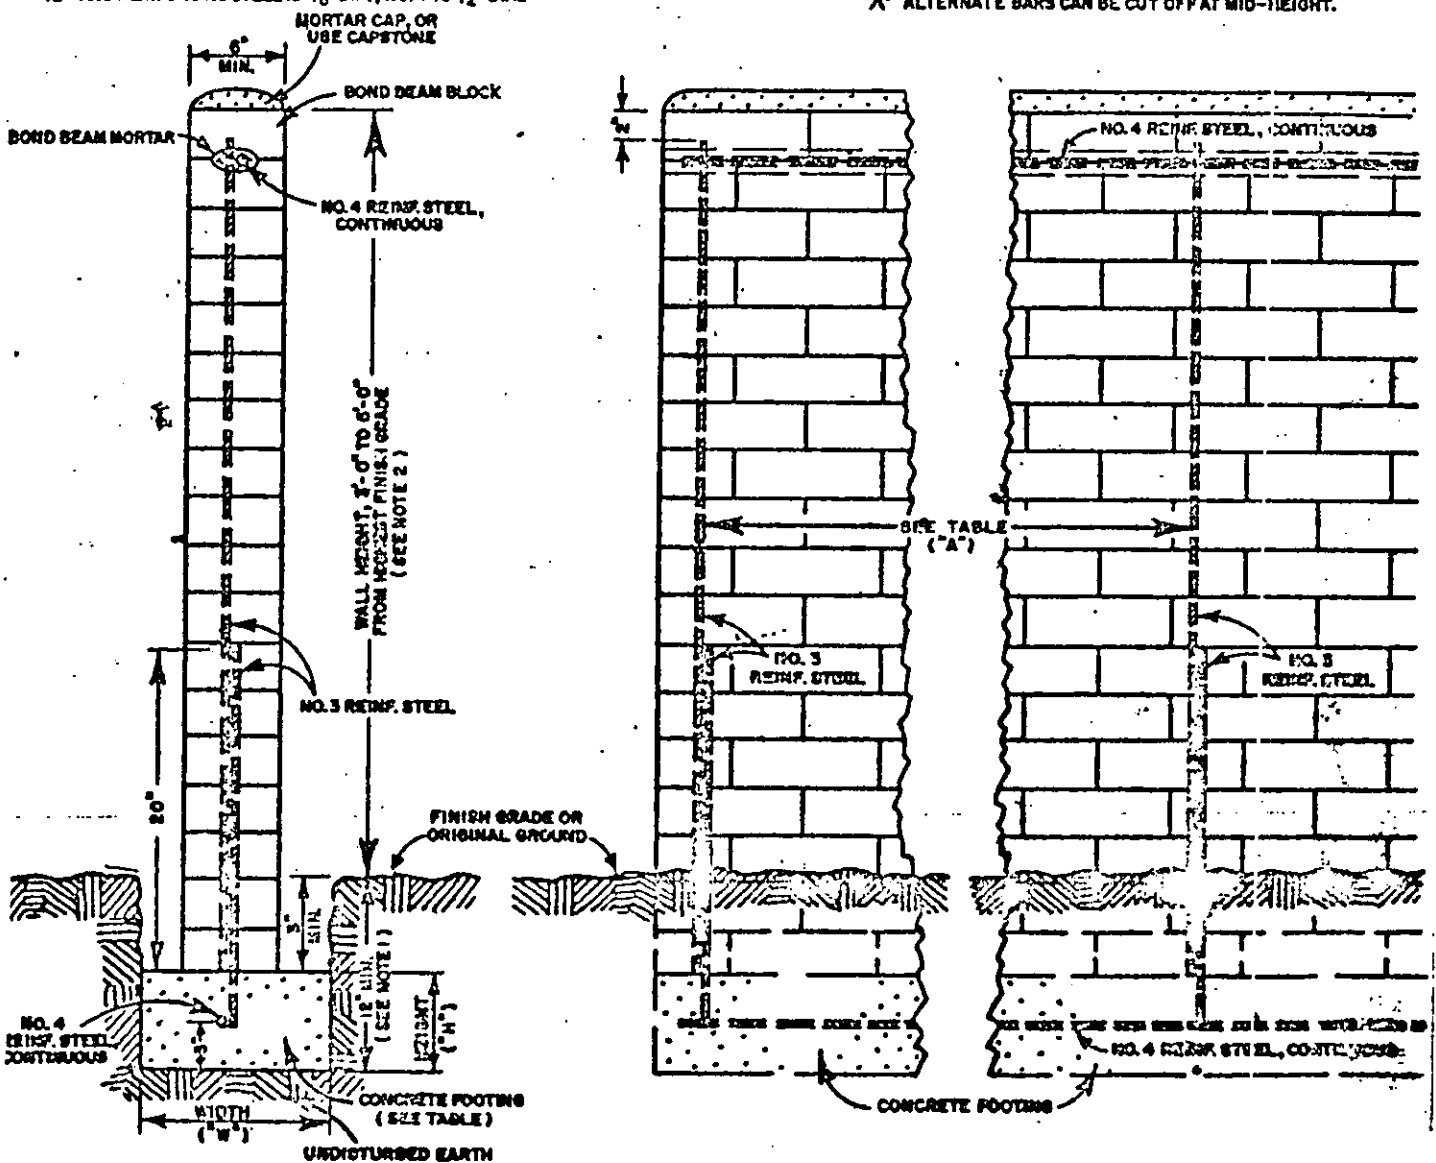 ALTERNATE BARS CAN BE CUT OFF AT MID-HEIGHT.
MORTAR CAP, OR
USE CAPSTONE
6"
MIN.
BOND BEAM BLOCK
BOND BEAM MORTAR
NO. 4 REINF. STEEL,
CONTINUOUS
2"
NO. 4 REINF. STEEL, CONTINUOUS
WALL HEIGHT, 3'-0" TO 6'-0"
FROM FINISH GRADE
(SEE NOTE 2)
SEE TABLE
("A")
NO. 3
REINF. STEEL
NO. 3
REINF. STEEL
NO. 3 REINF. STEEL
20"
FINISH GRADE OR
ORIGINAL GROUND
3"
MIN.
12" MIN.
(SEE NOTE 1)
HEIGHT
("H")
NO. 4
REINF. STEEL
CONTINUOUS
3"
NO. 4 REINF. STEEL, CONTINUOUS
CONCRETE FOOTING
(SEE TABLE)
CONCRETE FOOTING
WIDTH
("W")
UNDISTURBED EARTH